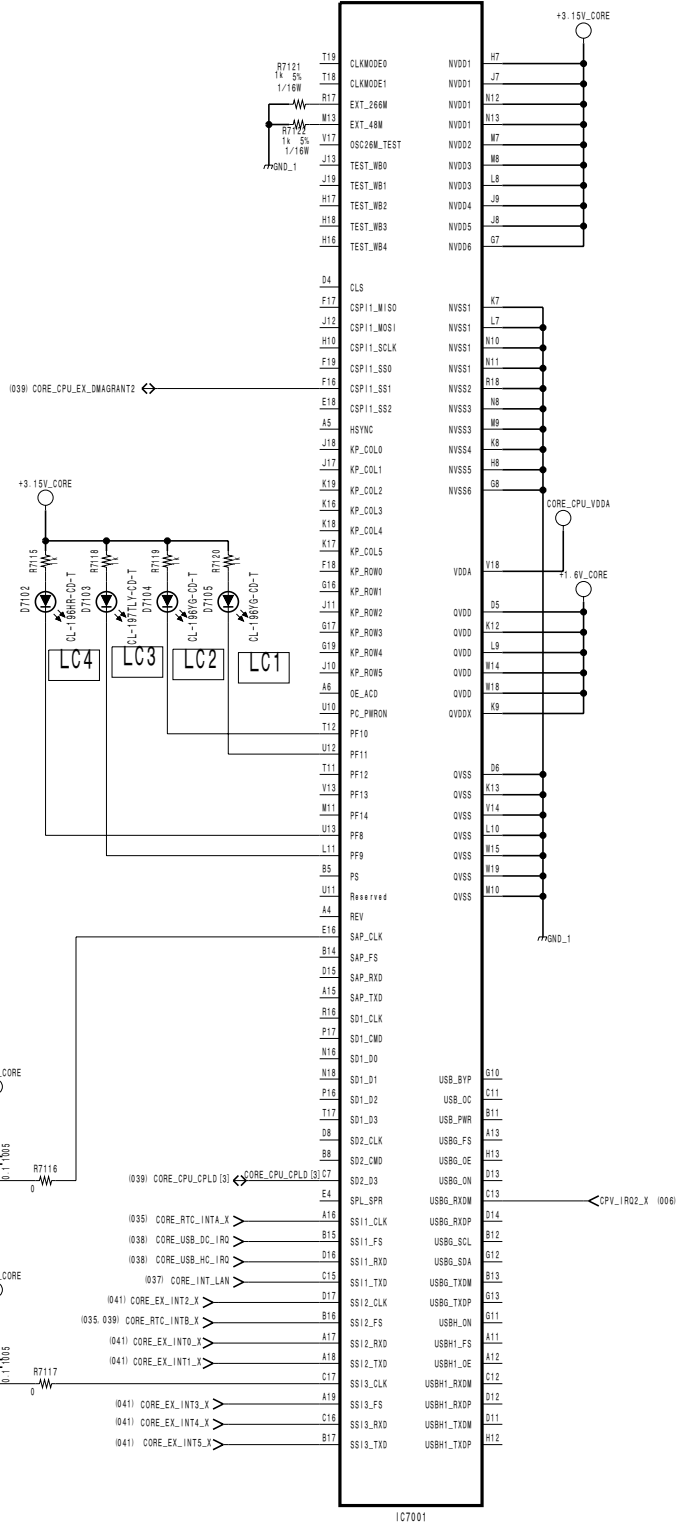 +3.15V_CORE
T19 CLKMODE0 NVDD1 H7
R7121
1k 5%
1/16W
T18 CLKMODE1 NVDD1 J7
R17 EXT_266M NVDD1 N12
M13 EXT_48M NVDD1 N13
R7122
1k 5%
1/16W
V17 OSC26M_TEST NVDD2 M7
GND_1
J13 TEST_WB0 NVDD3 M8
J19 TEST_WB1 NVDD3 L8
H17 TEST_WB2 NVDD4 J9
H18 TEST_WB3 NVDD5 J8
H16 TEST_WB4 NVDD6 G7
D4 CLS
F17 CSPI1_MISO NVSS1 K7
J12 CSPI1_MOSI NVSS1 L7
H10 CSPI1_SCLK NVSS1 N10
F19 CSPI1_SS0 NVSS1 N11
(039) CORE_CPU_EX_DMAGRANT2 F16 CSPI1_SS1 NVSS2 R18
E18 CSPI1_SS2 NVSS3 N8
A5 HSYNC NVSS3 M9
J18 KP_COL0 NVSS4 K8
J17 KP_COL1 NVSS5 H8
K19 KP_COL2 NVSS6 G8
+3.15V_CORE
CORE_CPU_VDDA
K16 KP_COL3
K18 KP_COL4
K17 KP_COL5
R7115 1k
R7118 1k
R7119 1k
R7120 1k
F18 KP_ROW0 VDDA V18
+1.6V_CORE
G16 KP_ROW1
D7102 CL-196HR-CD-T
D7103 CL-197TLY-CD-T
D7104 CL-196YG-CD-T
D7105 CL-196YG-CD-T
J11 KP_ROW2 QVDD D5
G17 KP_ROW3 QVDD K12
G19 KP_ROW4 QVDD L9
LC4 LC3 LC2 LC1
J10 KP_ROW5 QVDD W14
A6 OE_ACD QVDD W18
U10 PC_PWRON QVDDX K9
T12 PF10
U12 PF11
T11 PF12 QVSS D6
V13 PF13 QVSS K13
M11 PF14 QVSS V14
U13 PF8 QVSS L10
L11 PF9 QVSS W15
B5 PS QVSS W19
U11 Reserved QVSS M10
A4 REV
E16 SAP_CLK
GND_1
B14 SAP_FS
D15 SAP_RXD
A15 SAP_TXD
R16 SD1_CLK
P17 SD1_CMD
N16 SD1_D0
_CORE
N18 SD1_D1 USB_BYP G10
P16 SD1_D2 USB_OC C11
T17 SD1_D3 USB_PWR B11
D8 SD2_CLK USBG_FS A13
0.1 1005
R7116
0
B8 SD2_CMD USBG_OE H13
(039) CORE_CPU_CPLD[3] CORE_CPU_CPLD[3] C7 SD2_D3 USBG_ON D13
E4 SPL_SPR USBG_RXDM C13 CPV_IRQ2_X (006)
(035) CORE_RTC_INTA_X A16 SSI1_CLK USBG_RXDP D14
(038) CORE_USB_DC_IRQ B15 SSI1_FS USBG_SCL B12
(038) CORE_USB_HC_IRQ D16 SSI1_RXD USBG_SDA G12
_CORE
(037) CORE_INT_LAN C15 SSI1_TXD USBG_TXDM B13
(041) CORE_EX_INT2_X D17 SSI2_CLK USBG_TXDP G13
(035,039) CORE_RTC_INTB_X B16 SSI2_FS USBH_ON G11
(041) CORE_EX_INT0_X A17 SSI2_RXD USBH1_FS A11
(041) CORE_EX_INT1_X A18 SSI2_TXD USBH1_OE A12
0.1 1005
R7117
0
C17 SSI3_CLK USBH1_RXDM C12
(041) CORE_EX_INT3_X A19 SSI3_FS USBH1_RXDP D12
(041) CORE_EX_INT4_X C16 SSI3_RXD USBH1_TXDM D11
(041) CORE_EX_INT5_X B17 SSI3_TXD USBH1_TXDP H12
IC7001